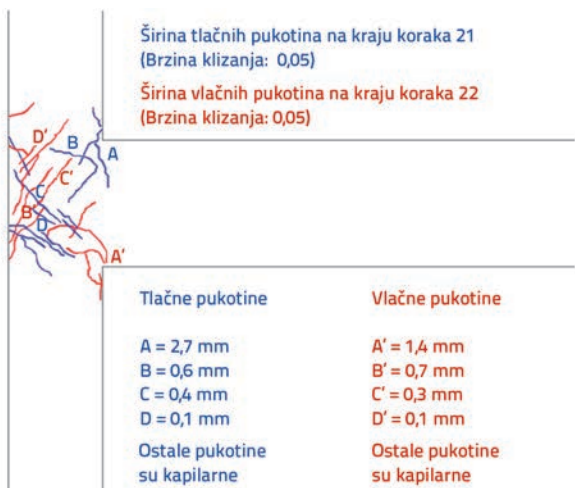 Širina tlačnih pukotina na kraju koraka 21
(Brzina klizanja: 0,05)
Širina vlačnih pukotina na kraju koraka 22
(Brzina klizanja: 0,05)
D′
B
A
C′
C
B′
D
A′
Tlačne pukotine
A = 2,7 mm
B = 0,6 mm
C = 0,4 mm
D = 0,1 mm
Ostale pukotine
su kapilarne
Vlačne pukotine
A′ = 1,4 mm
B′ = 0,7 mm
C′ = 0,3 mm
D′ = 0,1 mm
Ostale pukotine
su kapilarne